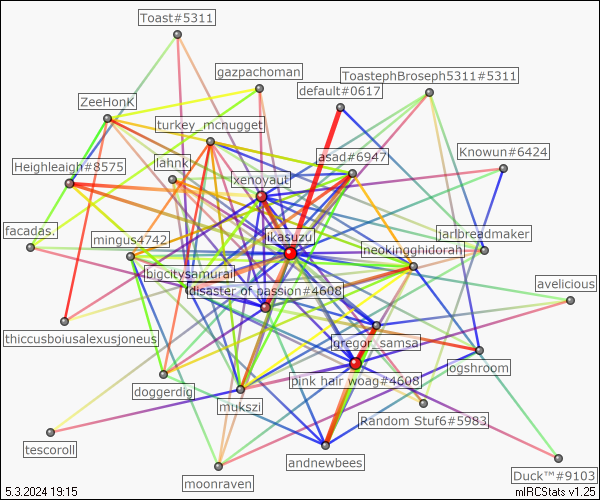 Toast#5311
gazpachoman
ToastephBroseph5311#5311
default#0617
ZeeHonK
turkey_mcnugget
Knowun#6424
asad#6947
lahnk
Heighleaigh#8575
xenoyaut
facadas.
jarlbreadmaker
likasuzu
mingus4742
neokingghidorah
bigcitysamurai
avelicious
disaster of passion#4608
thiccusboiusalexusjoneus
gregor_samsa
ogshroom
pink hair woag#4608
doggerdig
mukszi
Random Stuf6#5983
tescoroll
andnewbees
Duck™#9103
moonraven
5.3.2024 19:15
mIRCStats v1.25